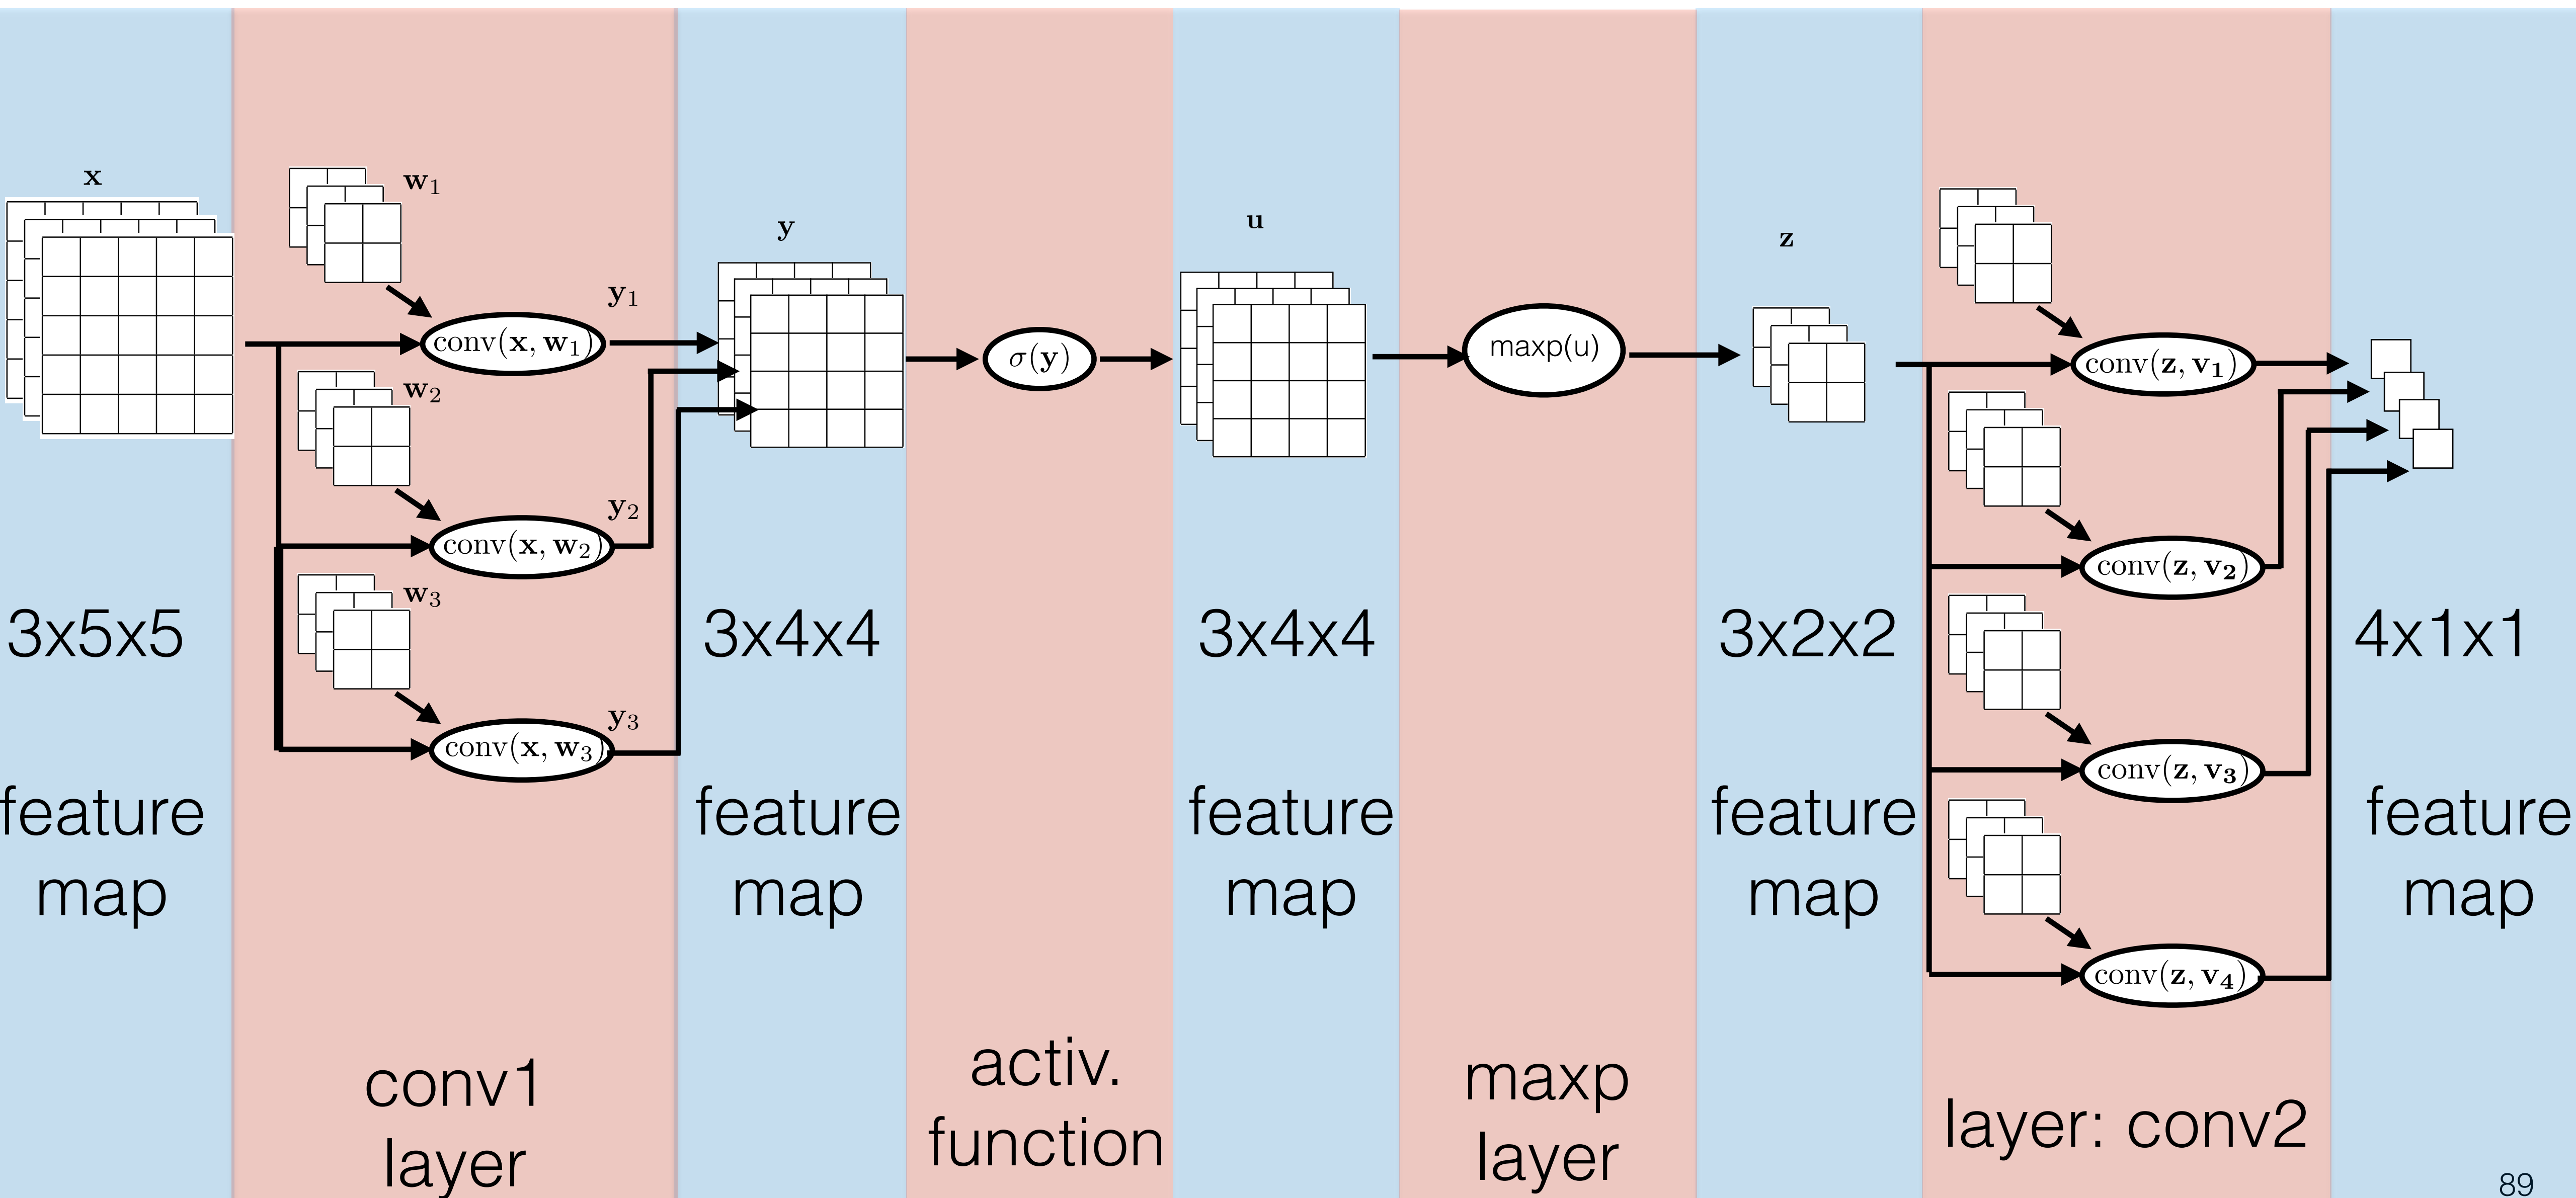 x
w1
conv(x, w1)
y1
w2
conv(x, w2)
y2
w3
conv(x, w3)
y3
y
σ(y)
u
maxp(u)
z
conv(z, v1)
conv(z, v2)
conv(z, v3)
conv(z, v4)
3x5x5
3x4x4
3x4x4
3x2x2
4x1x1
feature
map
feature
map
feature
map
feature
map
feature
map
conv1
layer
activ.
function
maxp
layer
layer: conv2
89